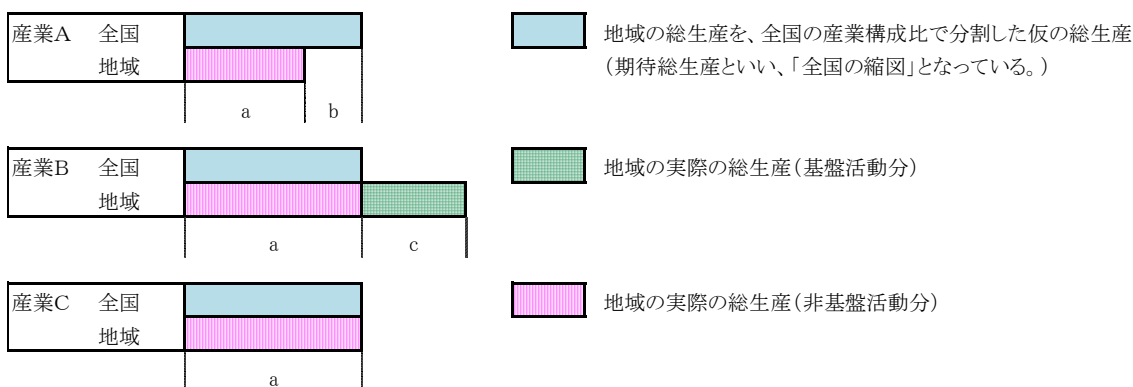 産業A 全国
地域
a b
産業B 全国
地域
a c
産業C 全国
地域
a
地域の総生産を、全国の産業構成比で分割した仮の総生産
（期待総生産といい、「全国の縮図」となっている。）
地域の実際の総生産（基盤活動分）
地域の実際の総生産（非基盤活動分）